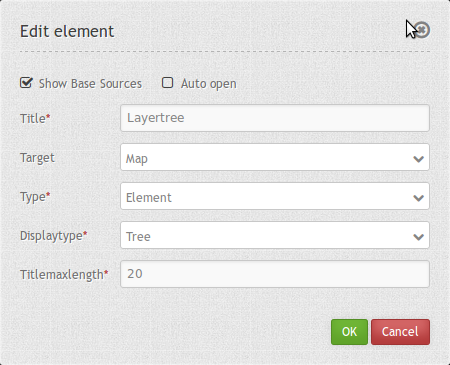 Edit element
Show Base Sources Auto open
Title* Layertree
Target Map
Type* Element
Displaytype* Tree
Titlemaxlength* 20
OK Cancel